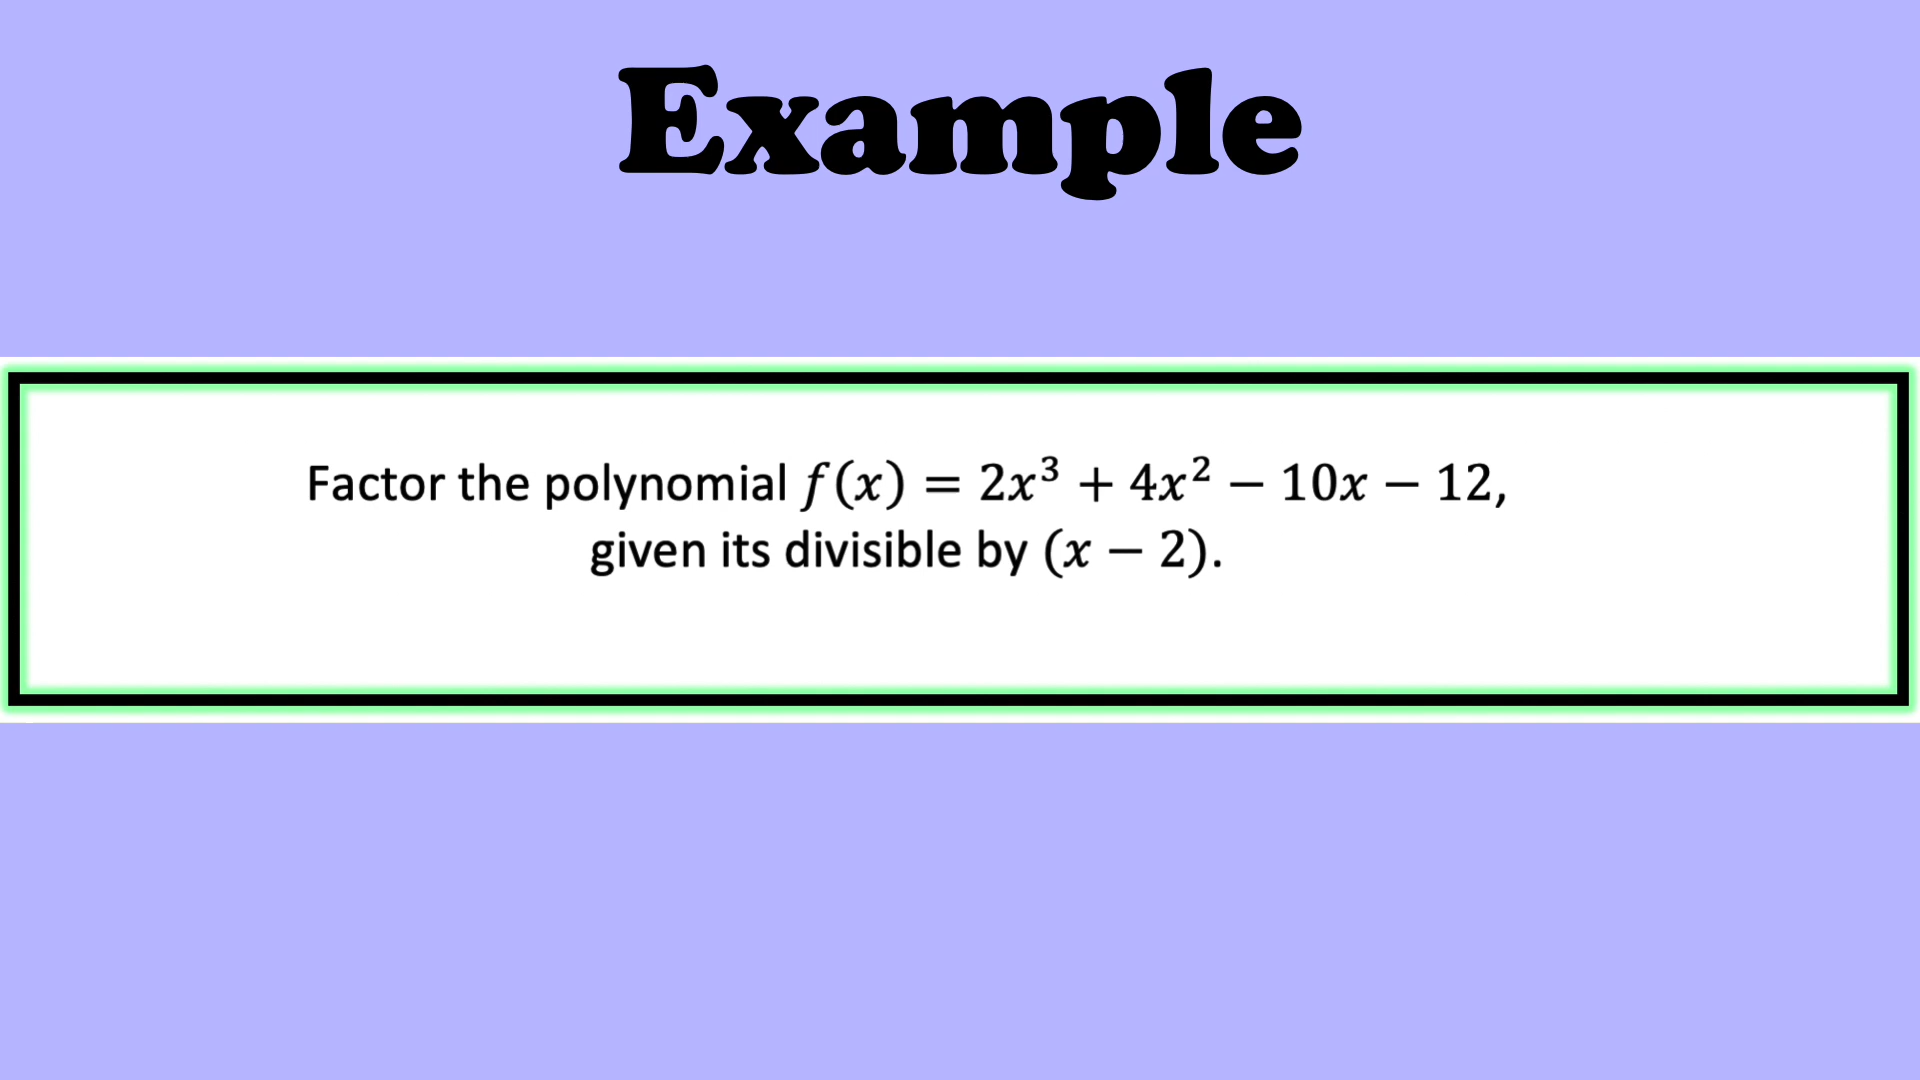 Example
Factor the polynomial f(x) = 2x³ + 4x² − 10x − 12,
given its divisible by (x − 2).